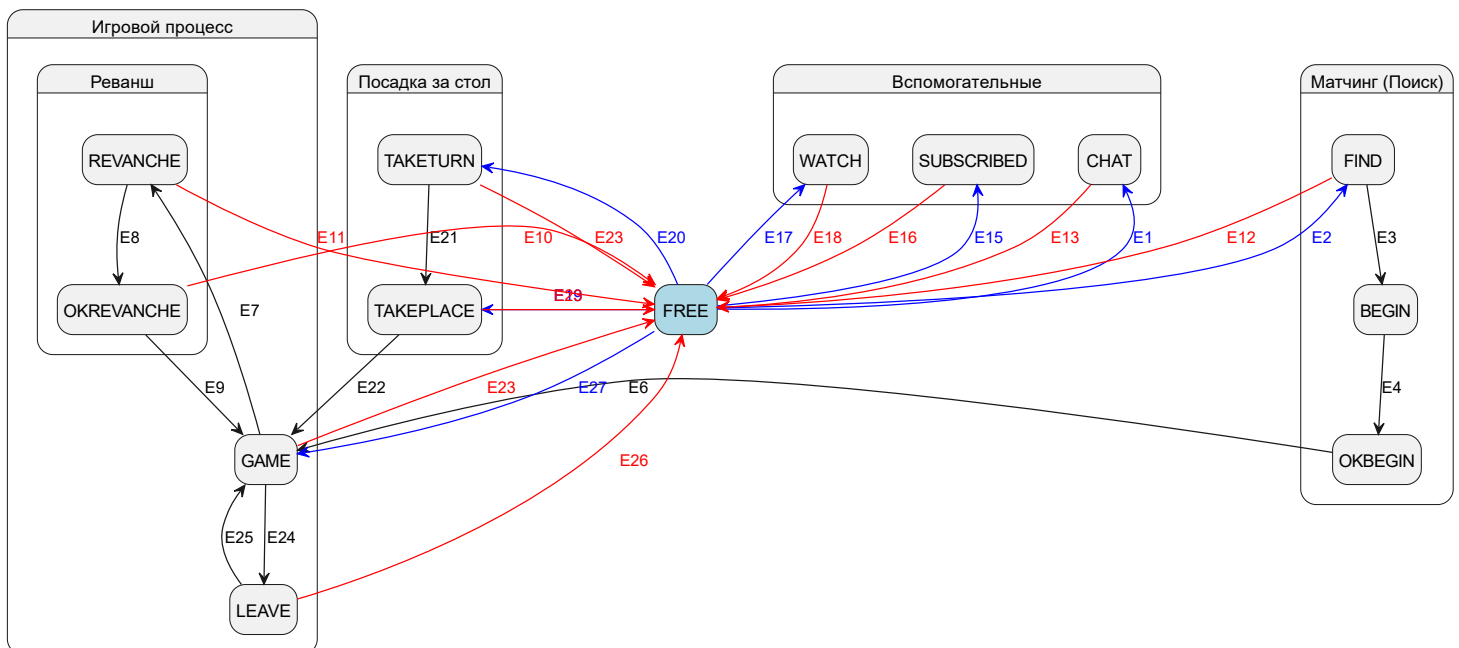 Игровой процесс
Реванш
Посадка за стол
Вспомогательные
Матчинг (Поиск)
REVANCHE
TAKETURN
WATCH
SUBSCRIBED
CHAT
FIND
E8
E11
E21
E10
E23
E20
E17
E18
E16
E15
E13
E1
E12
E2
E3
OKREVANCHE
E7
TAKEPLACE
FREE
BEGIN
E9
E22
E23
E27
E6
E4
GAME
E26
OKBEGIN
E25
E24
LEAVE